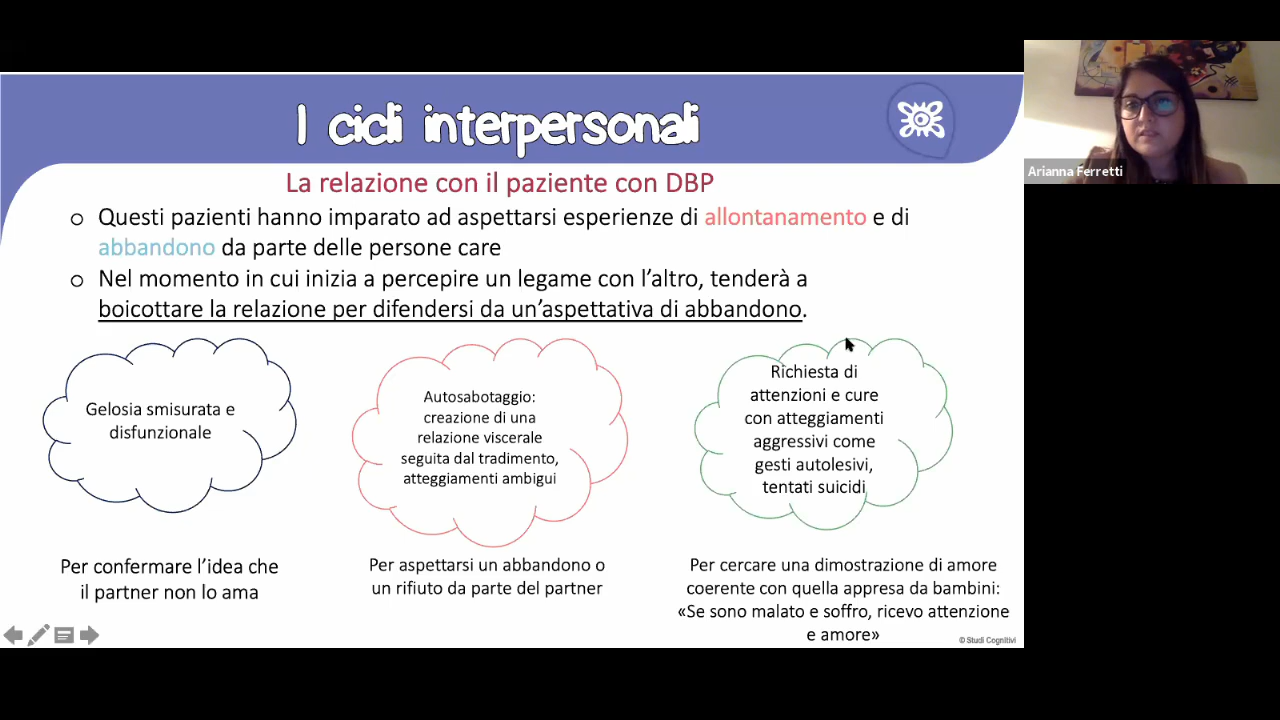 I cicli interpersonali
Arianna Ferretti
La relazione con il paziente con DBP
o Questi pazienti hanno imparato ad aspettarsi esperienze di allontanamento e di
abbandono da parte delle persone care
o Nel momento in cui inizia a percepire un legame con l’altro, tenderà a
boicottare la relazione per difendersi da un’aspettativa di abbandono.
Gelosia smisurata e
disfunzionale
Autosabotaggio:
creazione di una
relazione viscerale
seguita dal tradimento,
atteggiamenti ambigui
Richiesta di
attenzioni e cure
con atteggiamenti
aggressivi come
gesti autolesivi,
tentati suicidi
Per confermare l’idea che
il partner non lo ama
Per aspettarsi un abbandono o
un rifiuto da parte del partner
Per cercare una dimostrazione di amore
coerente con quella appresa da bambini:
«Se sono malato e soffro, ricevo attenzione
e amore»
© Studi Cognitivi